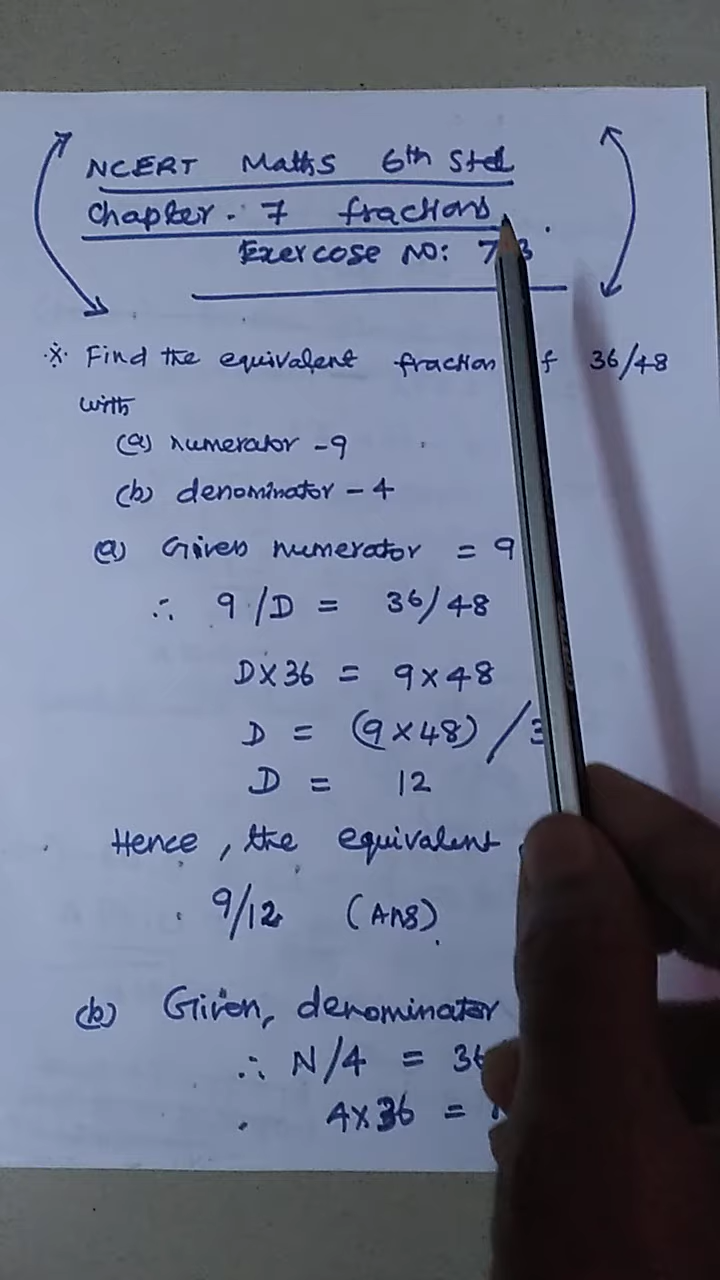 NCERT Maths 6th Std
Chapter. 7 fractions
Exercose NO: 7
Find the equivalent fraction 36/48
with
(a) numerator - 9
(b) denominator - 4
(a) Given numerator = 9
∴ 9/D = 36/48
D×36 = 9×48
D = (9×48) / 3
D = 12
Hence, the equivalent
9/12 (Ans).
(b) Given, denominator
∴ N/4 = 36
4×36 =